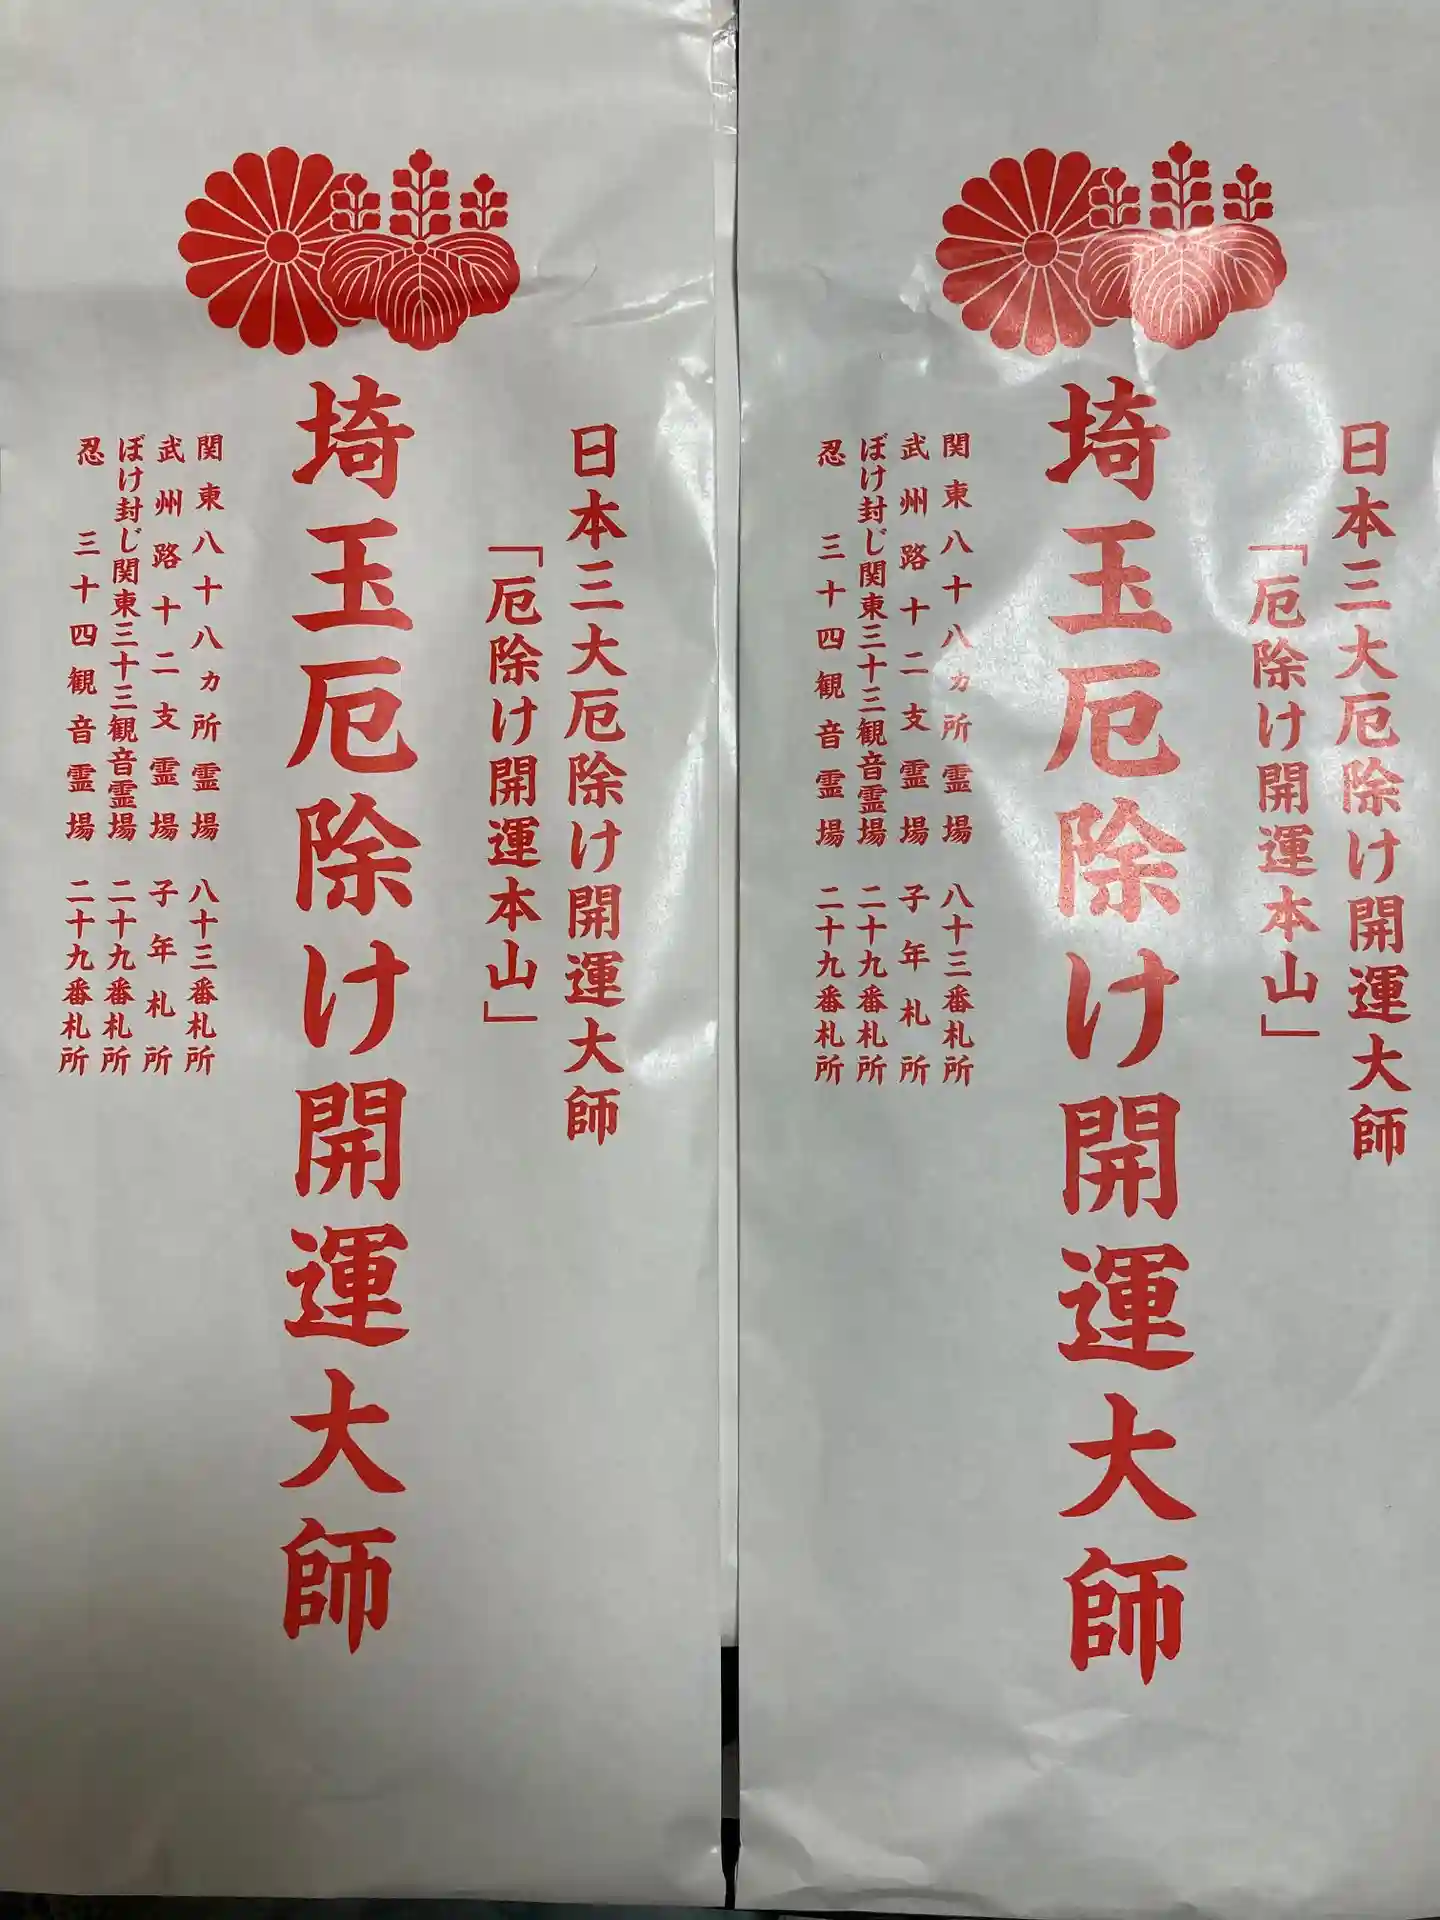 日本三大厄除け開運大師
「厄除け開運本山」
埼玉厄除け開運大師
関東八十八ヵ所霊場 八十三番札所
武州路十二支霊場 子年札所
ぼけ封じ関東三十三観音霊場 二十九番札所
忍 三十四観音霊場 二十九番札所
日本三大厄除け開運大師
「厄除け開運本山」
埼玉厄除け開運大師
関東八十八ヵ所霊場 八十三番札所
武州路十二支霊場 子年札所
ぼけ封じ関東三十三観音霊場 二十九番札所
忍 三十四観音霊場 二十九番札所